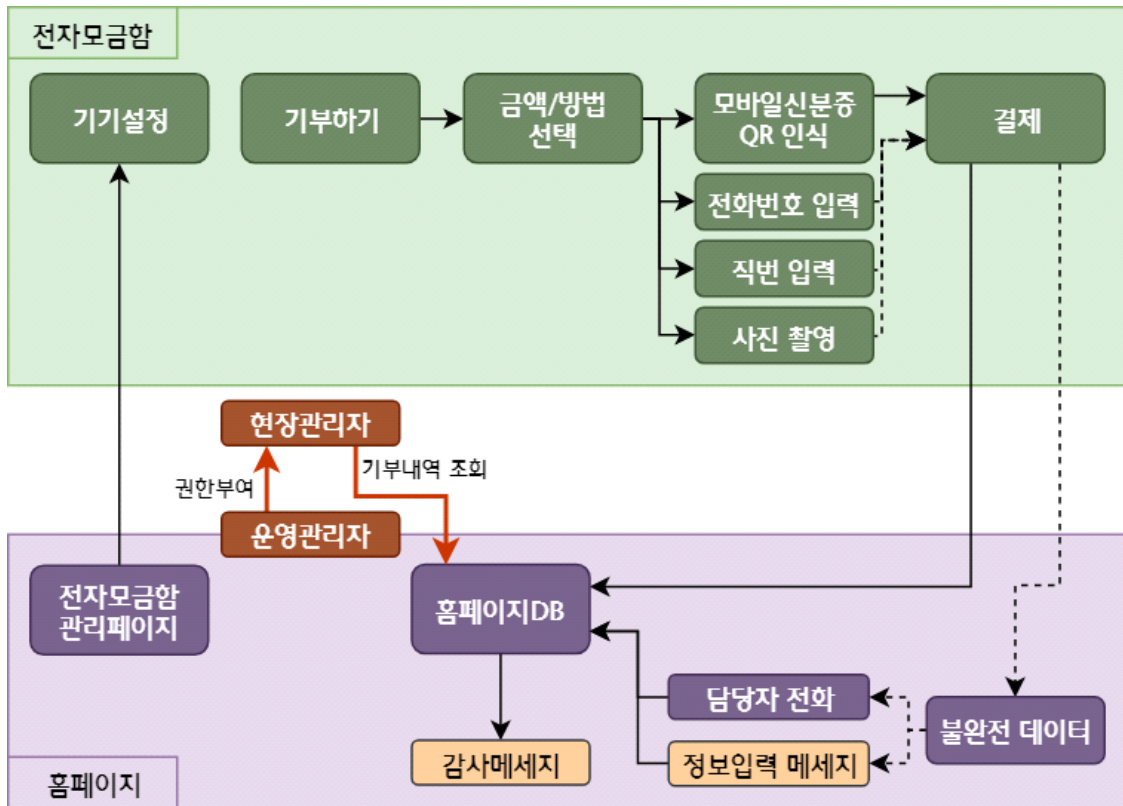 전자모금함
기기설정
기부하기
금액/방법
선택
모바일신분증
QR 인식
결제
전화번호 입력
직번 입력
사진 촬영
현장관리자
기부내역 조회
권한부여
운영관리자
전자모금함
관리페이지
홈페이지DB
담당자 전화
불완전 데이터
감사메세지
정보입력 메세지
홈페이지